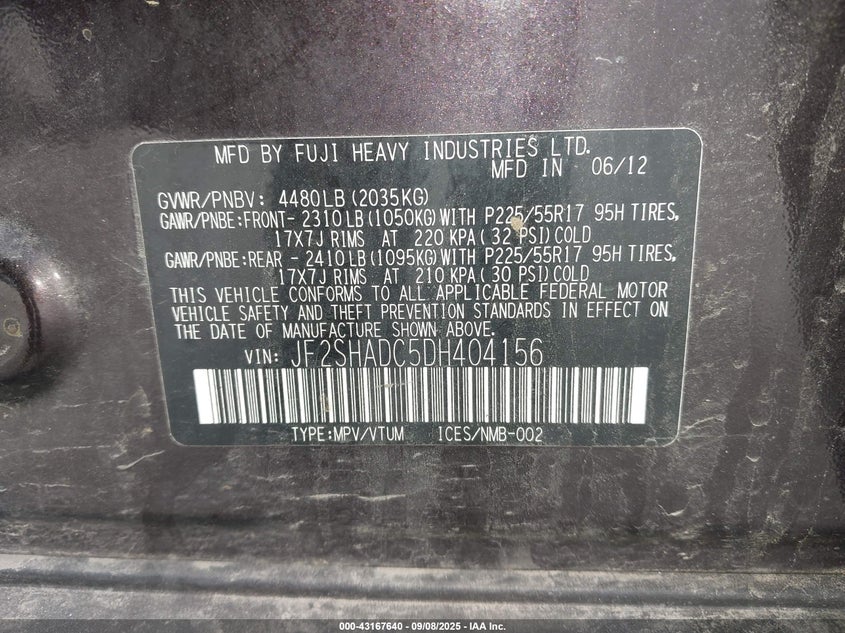 MFD BY FUJI HEAVY INDUSTRIES LTD.
MFD IN 06/12
GVWR/PNBV: 4480LB (2035KG)
GAWR/PNBE:FRONT- 2310 LB (1050KG) WITH P225/55R17 95H TIRES,
17X7J RIMS AT 220 KPA ( 32 PSI) COLD
GAWR/PNBE:REAR - 2410 LB (1095KG) WITH P225/55R17 95H TIRES,
17X7J RIMS AT 210 KPA ( 30 PSI) COLD
THIS VEHICLE CONFORMS TO ALL APPLICABLE FEDERAL MOTOR
VEHICLE SAFETY AND THEFT PREVENTION STANDARDS IN EFFECT ON
THE DATE OF MANUFACTURE SHOWN ABOVE.
VIN: JF2SHADC5DH404156
TYPE:MPV/VTUM ICES/NMB-002
000-43167640 - 09/08/2025 - IAA Inc.